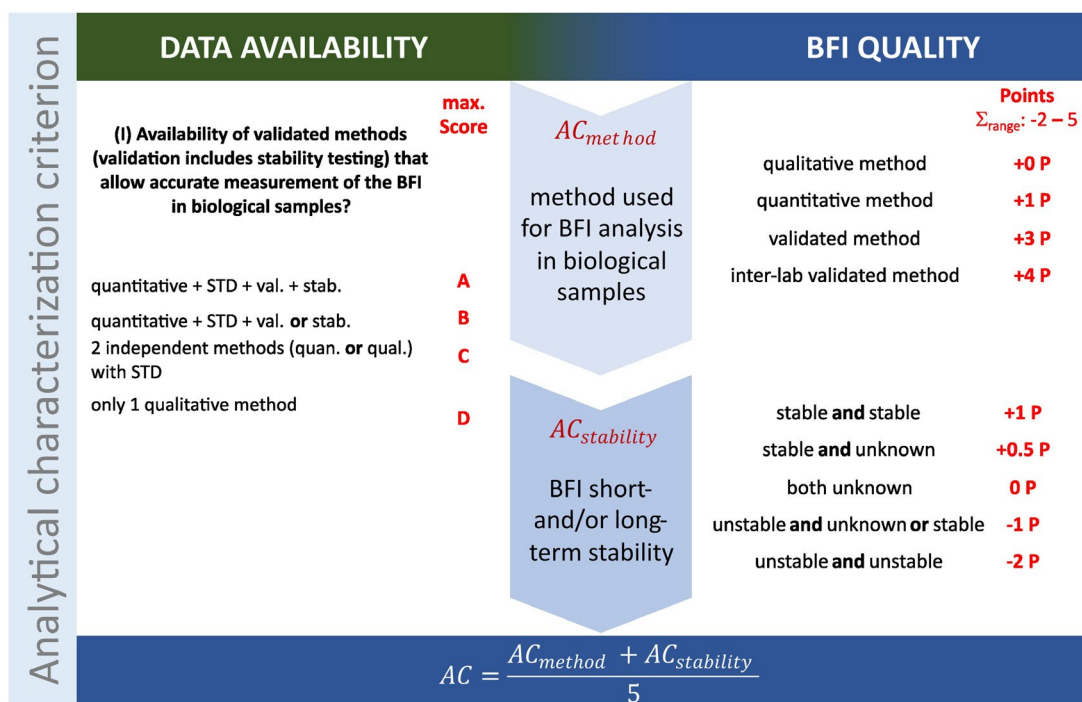 Analytical characterization criterion
DATA AVAILABILITY
BFI QUALITY
max.
Score
(I) Availability of validated methods
(validation includes stability testing) that
allow accurate measurement of the BFI
in biological samples?
quantitative + STD + val. + stab.
A
quantitative + STD + val. or stab.
B
2 independent methods (quan. or qual.)
with STD
C
only 1 qualitative method
D
AC_method
method used
for BFI analysis
in biological
samples
Points
Σrange: -2 – 5
qualitative method +0 P
quantitative method +1 P
validated method +3 P
inter-lab validated method +4 P
AC_stability
BFI short-
and/or long-
term stability
stable and stable +1 P
stable and unknown +0.5 P
both unknown 0 P
unstable and unknown or stable -1 P
unstable and unstable -2 P
AC = (AC_method + AC_stability) / 5